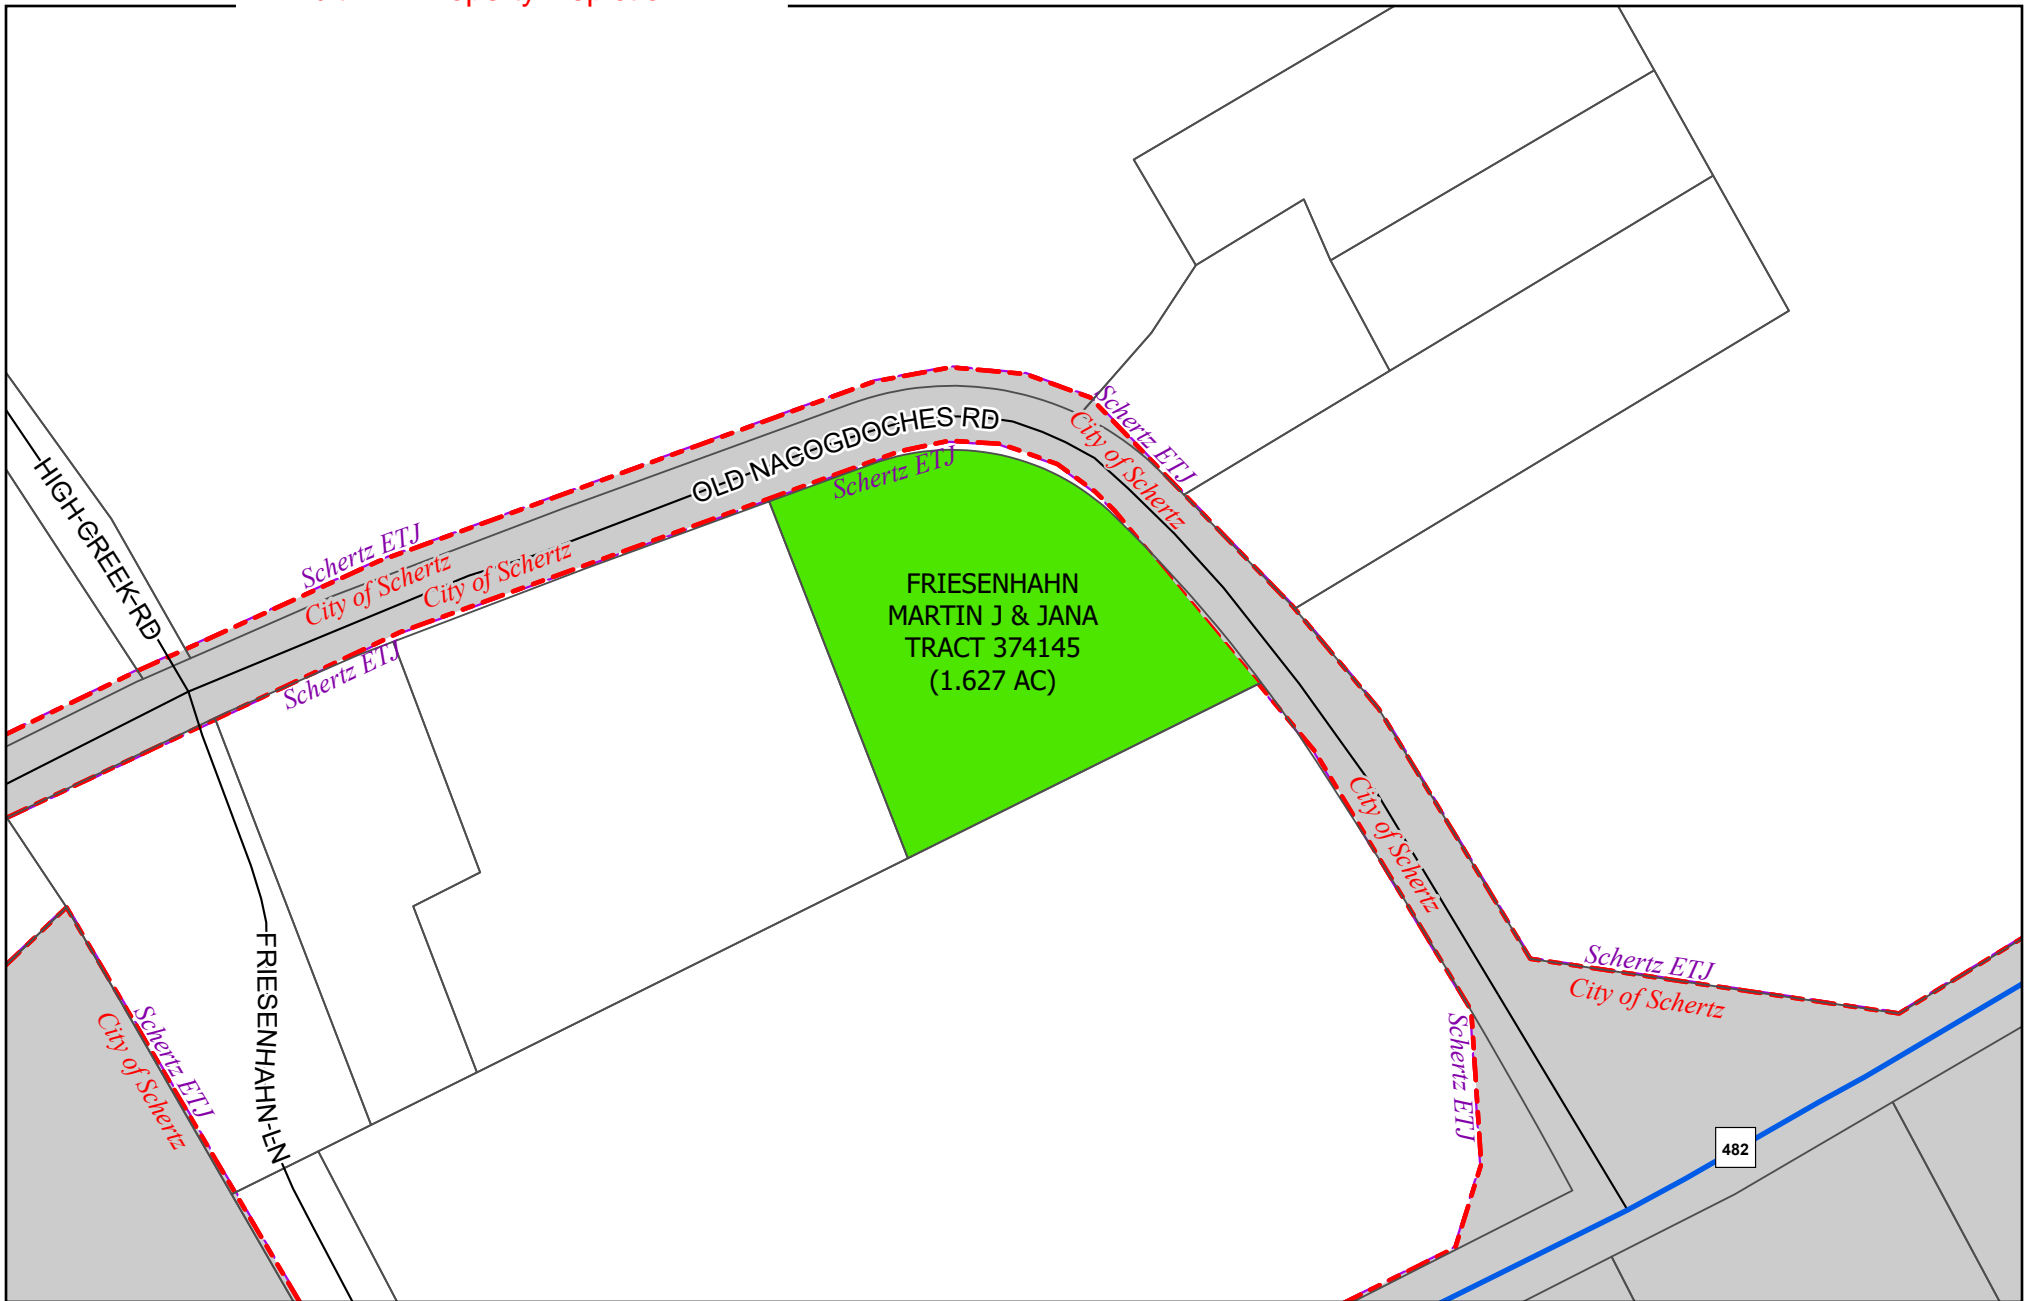 OLD NACOGDOCHES RD
Schertz ETJ
City of Schertz
Schertz ETJ
HIGH CREEK RD
Schertz ETJ
City of Schertz
City of Schertz
Schertz ETJ
FRIESENHAHN
MARTIN J & JANA
TRACT 374145
(1.627 AC)
City of Schertz
FRIESENHAHN LN
Schertz ETJ
City of Schertz
Schertz ETJ
City of Schertz
Schertz ETJ
482